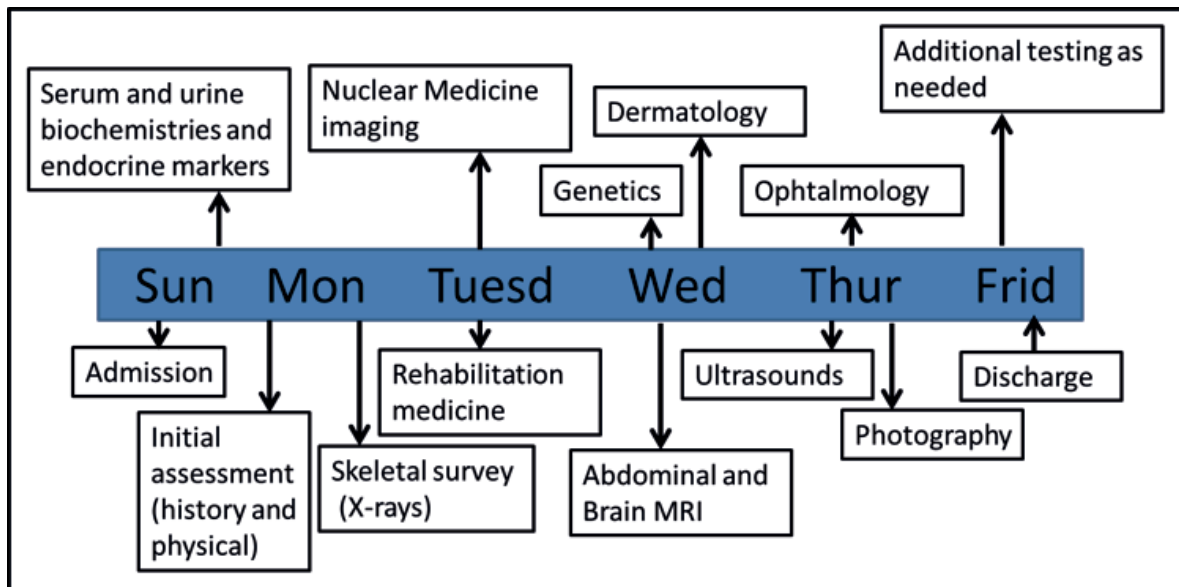 Serum and urine
biochemistries and
endocrine markers
Nuclear Medicine
imaging
Dermatology
Additional testing as
needed
Genetics
Ophtalmology
Sun Mon Tuesd Wed Thur Frid
Admission
Initial
assessment
(history and
physical)
Skeletal survey
(X-rays)
Rehabilitation
medicine
Abdominal and
Brain MRI
Ultrasounds
Photography
Discharge